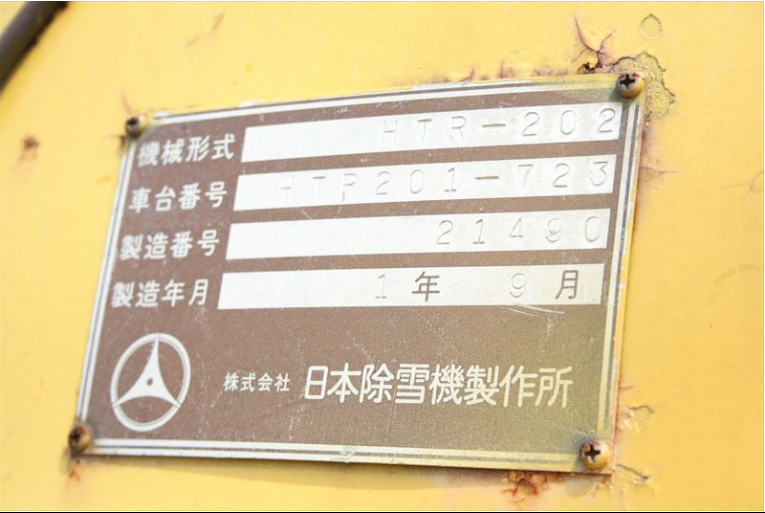 機械形式 HTR-202
車台番号 HTR201-723
製造番号 21490
製造年月 1年 9月
株式会社 日本除雪機製作所